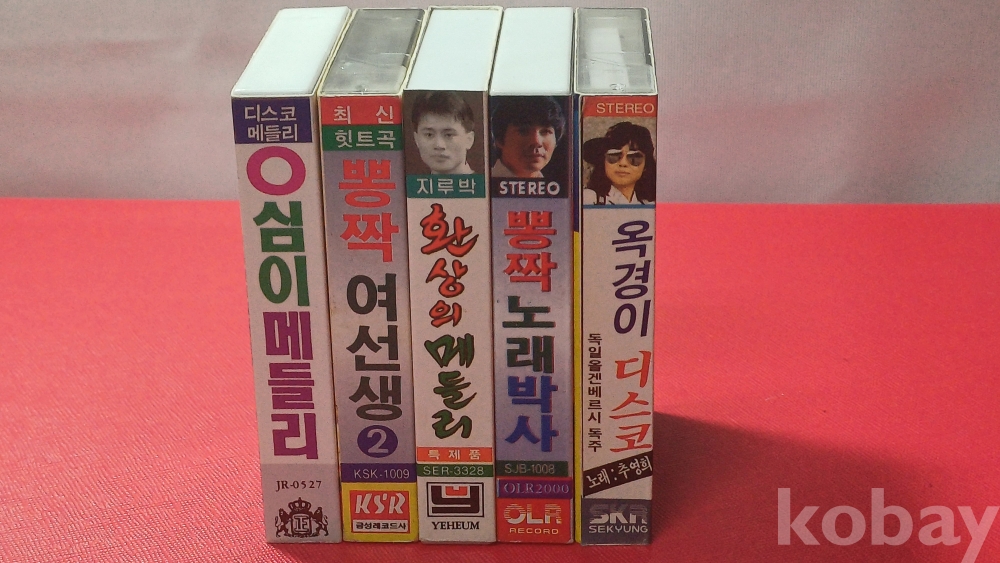 디스코
메들리
O심이 메들리
JR-0527
최 신
힛트곡
뽕짝
여선생
2
KSK-1009
KSR
금성레코드사
지루박
환상의
메들리
특제품
SER-3328
YEHEUM
STEREO
뽕짝
노래박사
SJB-1008
OLR2000
OLR
RECORD
STEREO
옥경이
디스코
독일올겐베르시 독주
노래:추영희
SKR
SEKYUNG
kobay